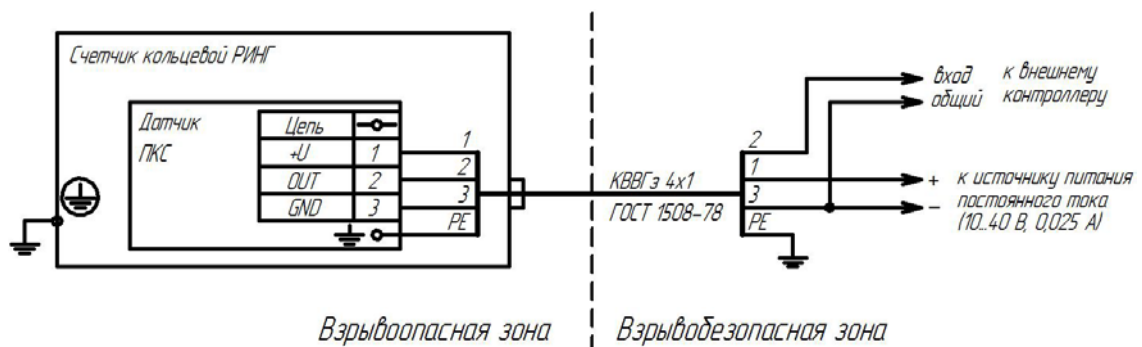 Счетчик кольцевой РИНГ
Датчик
ПКС
Цепь
+U 1
OUT 2
GND 3
1
2
3
PE
КВВГэ 4х1
ГОСТ 1508-78
2
1
3
PE
вход к внешнему
общий контроллеру
+ к источнику питания
– постоянного тока
(10...40 В, 0,025 А)
Взрывоопасная зона
Взрывобезопасная зона